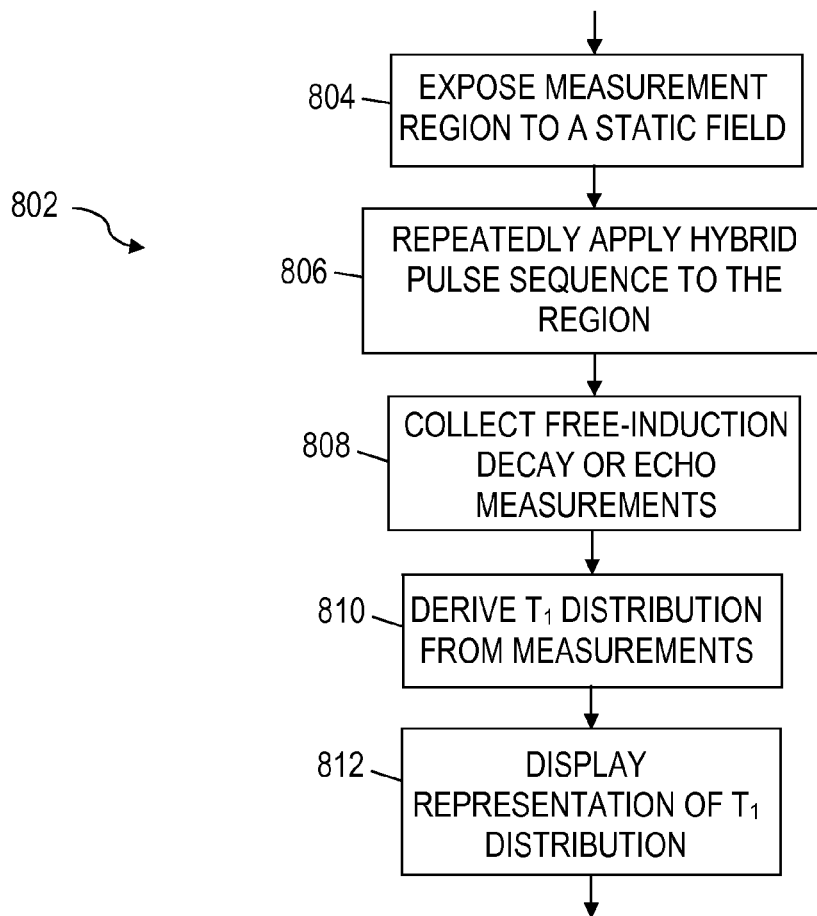 804
EXPOSE MEASUREMENT
REGION TO A STATIC FIELD
802
806
REPEATEDLY APPLY HYBRID
PULSE SEQUENCE TO THE
REGION
808
COLLECT FREE-INDUCTION
DECAY OR ECHO
MEASUREMENTS
810
DERIVE T₁ DISTRIBUTION
FROM MEASUREMENTS
812
DISPLAY
REPRESENTATION OF T₁
DISTRIBUTION